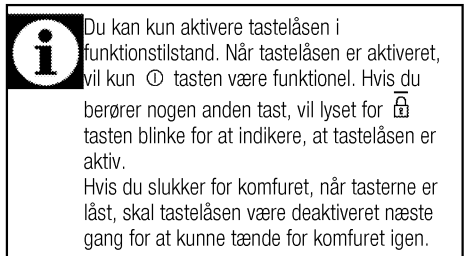 Du kan kun aktivere tastelåsen i
funktionstilstand. Når tastelåsen er aktiveret,
vil kun tasten være funktionel. Hvis du
berører nogen anden tast, vil lyset for
tasten blinke for at indikere, at tastelåsen er
aktiv.
Hvis du slukker for komfuret, når tasterne er
låst, skal tastelåsen være deaktiveret næste
gang for at kunne tænde for komfuret igen.